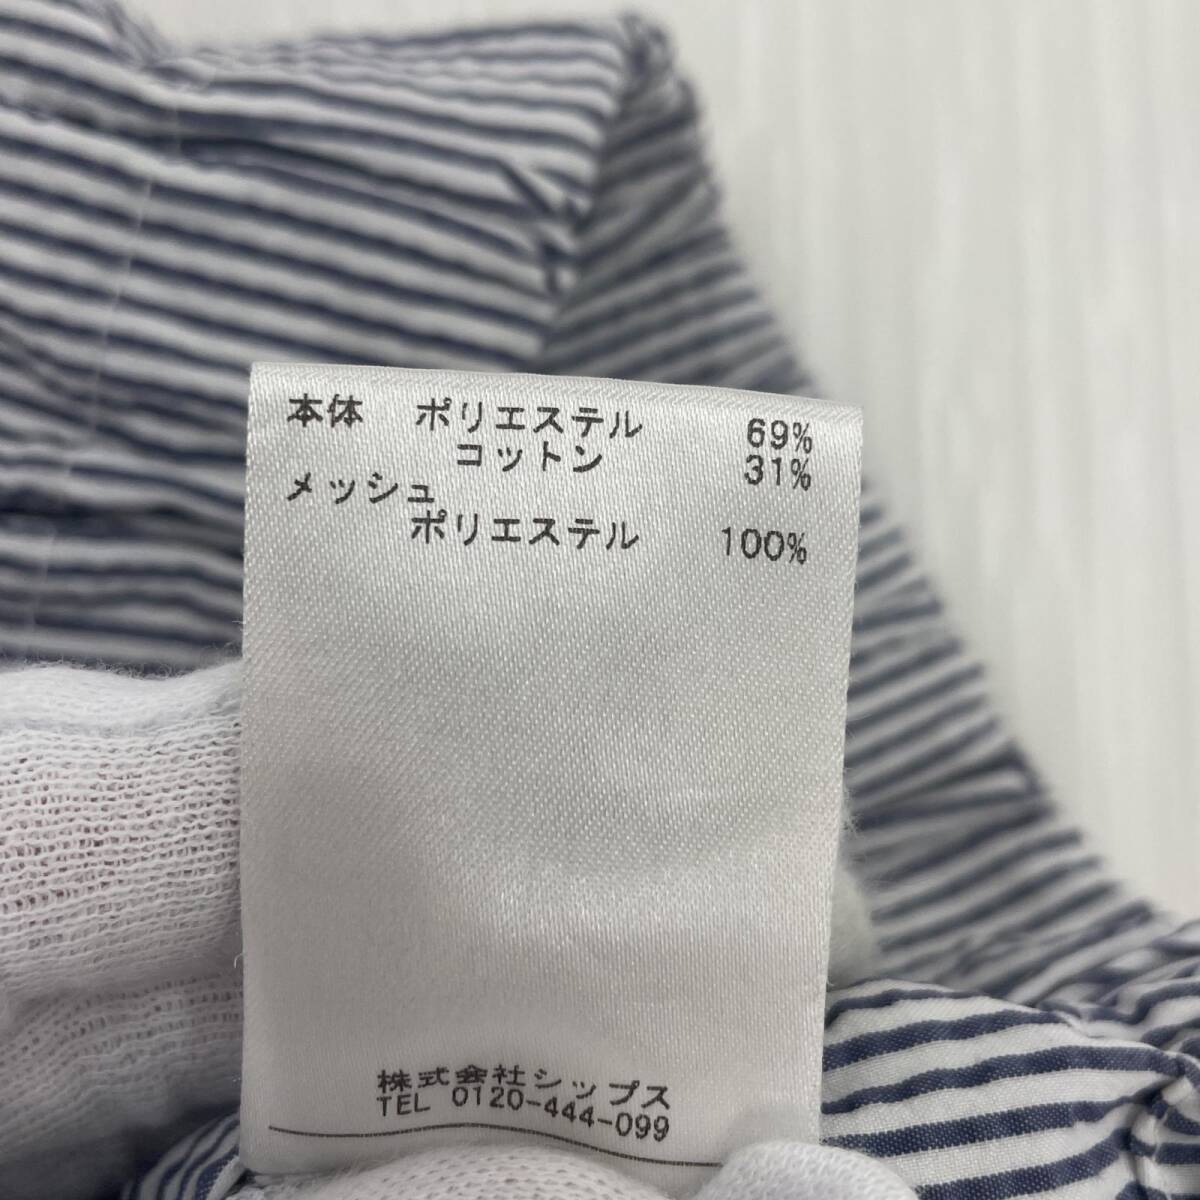 本体 ポリエステル 69%
コットン 31%
メッシュ
ポリエステル 100%
株式会社シップス
TEL 0120-444-099